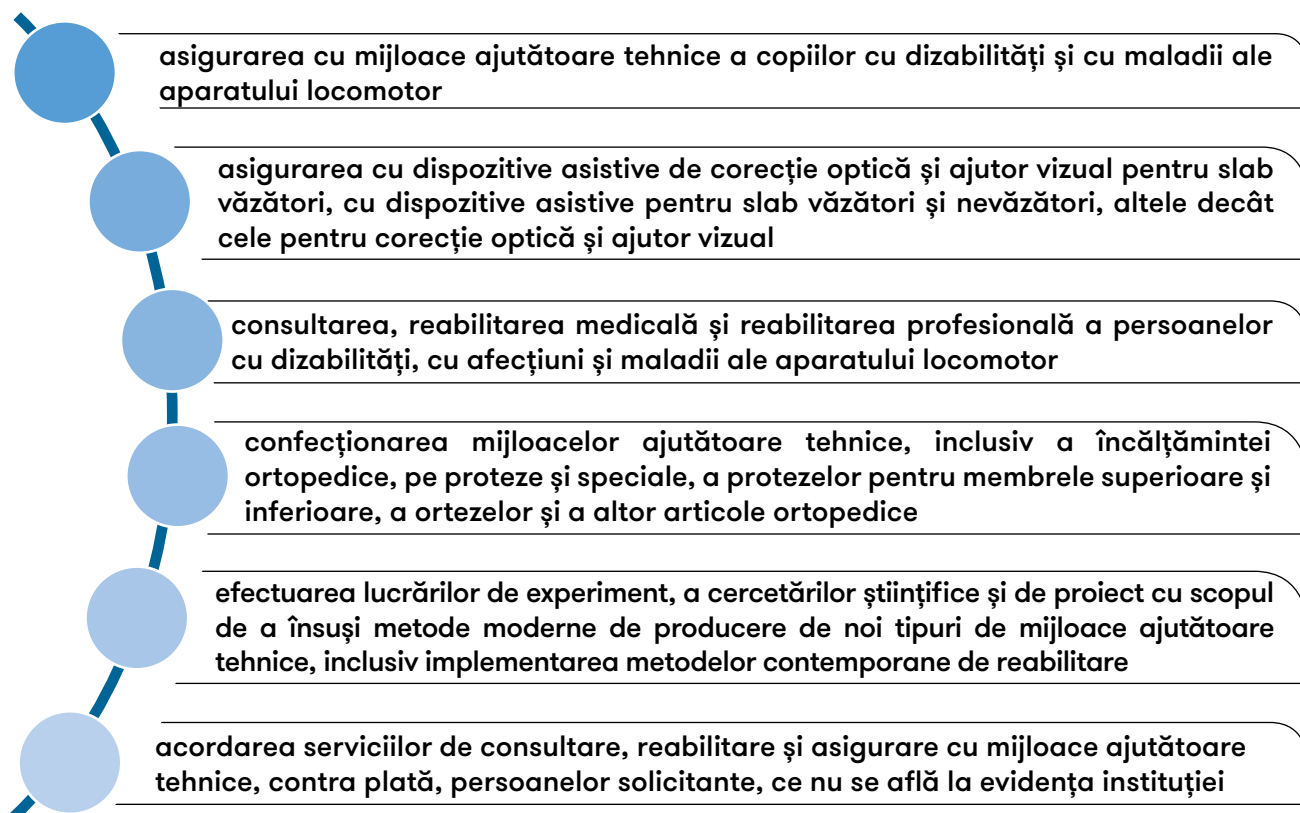 asigurarea cu mijloace ajutătoare tehnice a copiilor cu dizabilități și cu maladii ale
aparatului locomotor
asigurarea cu dispozitive asistive de corecție optică și ajutor vizual pentru slab
văzători, cu dispozitive asistive pentru slab văzători și nevăzători, altele decât
cele pentru corecție optică și ajutor vizual
consultarea, reabilitarea medicală și reabilitarea profesională a persoanelor
cu dizabilități, cu afecțiuni și maladii ale aparatului locomotor
confecționarea mijloacelor ajutătoare tehnice, inclusiv a încălțămintei
ortopedice, pe proteze și speciale, a protezelor pentru membrele superioare și
inferioare, a ortezelor și a altor articole ortopedice
efectuarea lucrărilor de experiment, a cercetărilor științifice și de proiect cu scopul
de a însuși metode moderne de producere de noi tipuri de mijloace ajutătoare
tehnice, inclusiv implementarea metodelor contemporane de reabilitare
acordarea serviciilor de consultare, reabilitare și asigurare cu mijloace ajutătoare
tehnice, contra plată, persoanelor solicitante, ce nu se află la evidența instituției